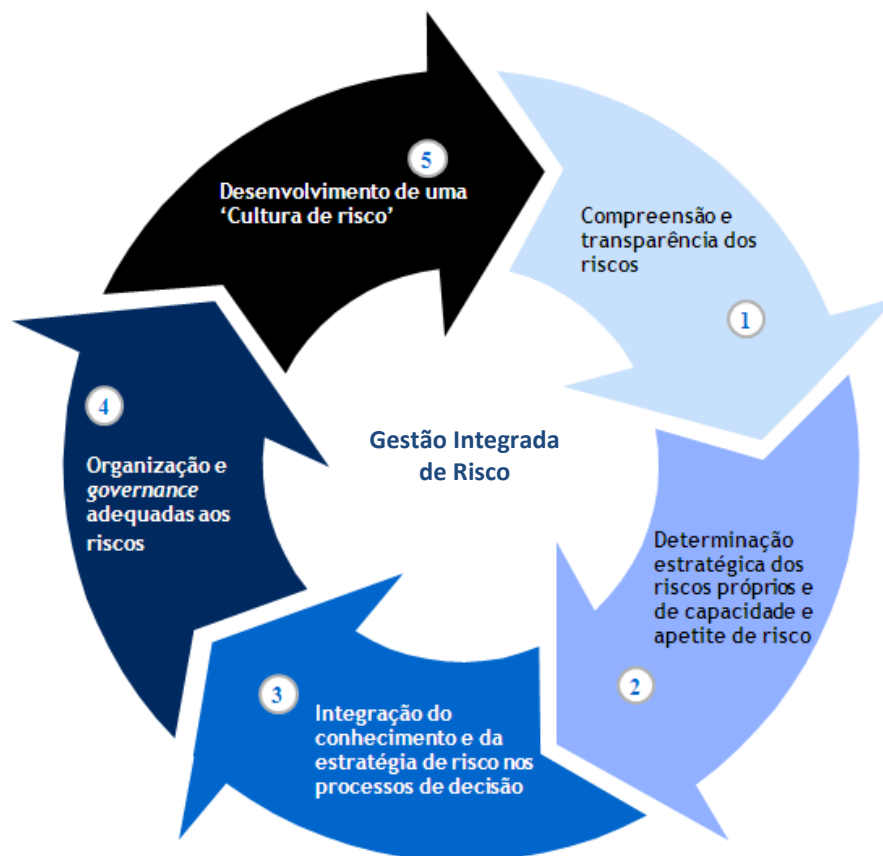 Gestão Integrada
de Risco
1
Compreensão e
transparência dos
riscos
2
Determinação
estratégica dos
riscos próprios e
de capacidade e
apetite de risco
3
Integração do
conhecimento e da
estratégia de risco nos
processos de decisão
4
Organização e
governance
adequadas aos
riscos
5
Desenvolvimento de uma
‘Cultura de risco’